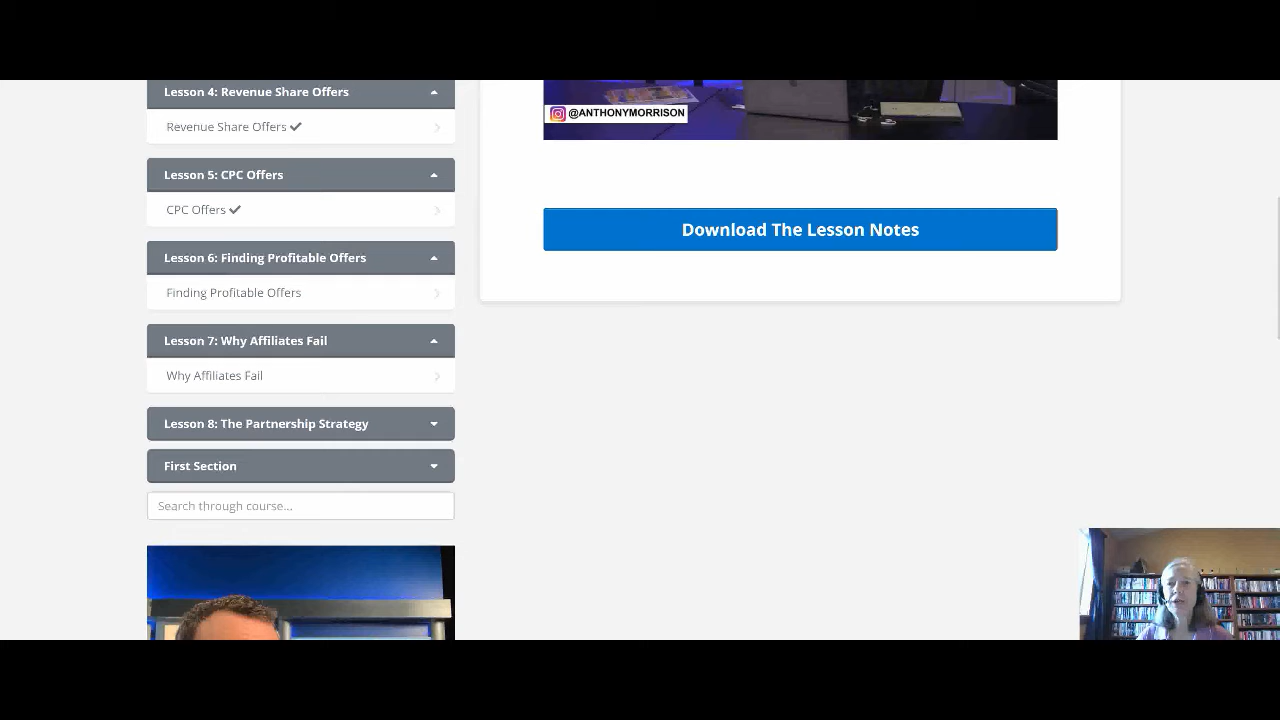 Lesson 4: Revenue Share Offers
Revenue Share Offers
Lesson 5: CPC Offers
CPC Offers
Lesson 6: Finding Profitable Offers
Finding Profitable Offers
Lesson 7: Why Affiliates Fail
Why Affiliates Fail
Lesson 8: The Partnership Strategy
First Section
Search through course...
@ANTHONYMORRISON
Download The Lesson Notes